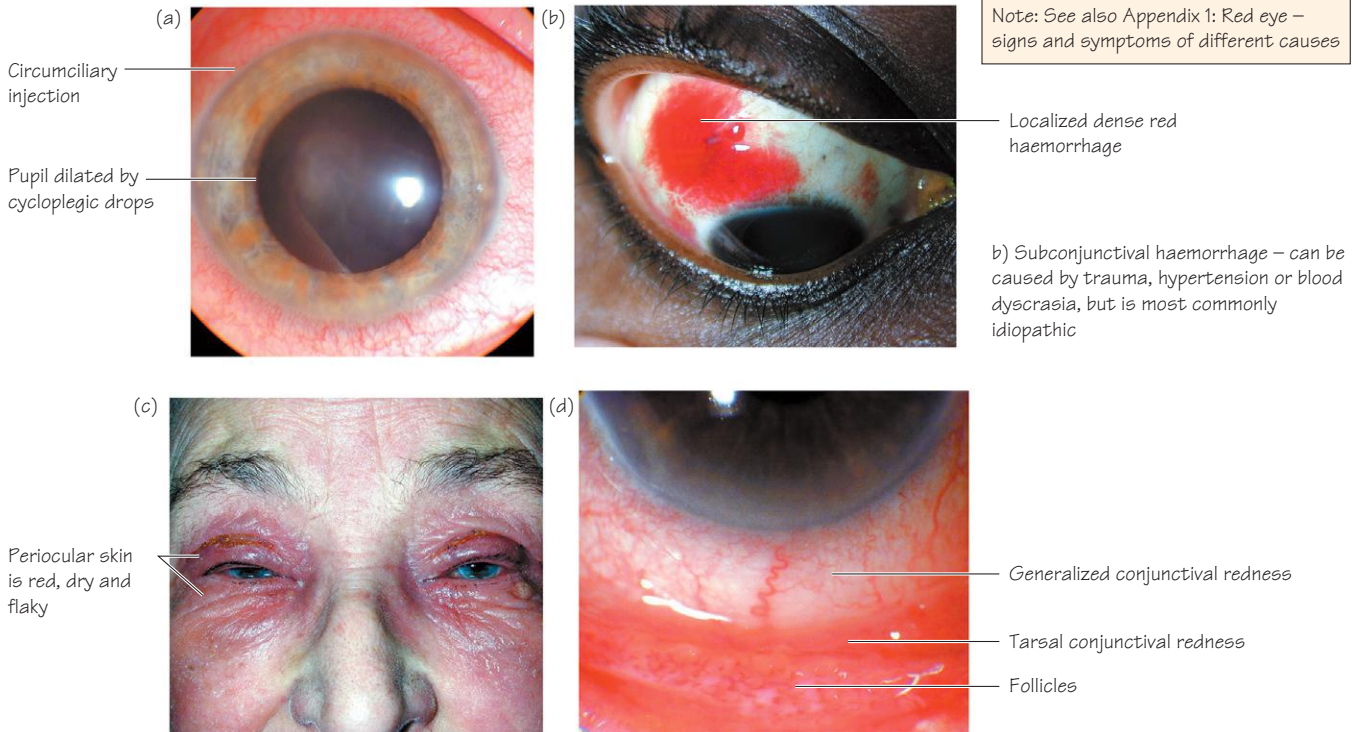 (a)
Circumciliary
injection
Pupil dilated by
cycloplegic drops
(b)
Note: See also Appendix 1: Red eye –
signs and symptoms of different causes
Localized dense red
haemorrhage
b) Subconjunctival haemorrhage – can be
caused by trauma, hypertension or blood
dyscrasia, but is most commonly
idiopathic
(c)
Periocular skin
is red, dry and
flaky
(d)
Generalized conjunctival redness
Tarsal conjunctival redness
Follicles